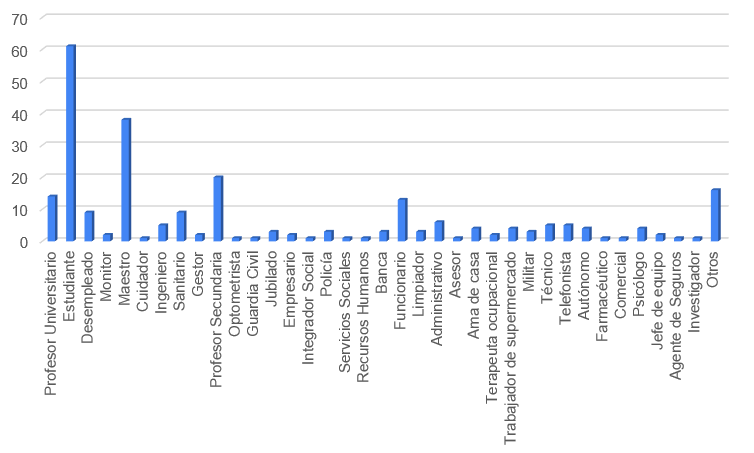 70
60
50
40
30
20
10
0
Profesor Universitario
Estudiante
Desempleado
Monitor
Maestro
Cuidador
Ingeniero
Sanitario
Gestor
Profesor Secundaria
Optometrista
Guardia Civil
Jubilado
Empresario
Integrador Social
Policía
Servicios Sociales
Recursos Humanos
Banca
Funcionario
Limpiador
Administrativo
Asesor
Ama de casa
Terapeuta ocupacional
Trabajador de supermercado
Militar
Técnico
Telefonista
Autónomo
Farmacéutico
Comercial
Psicólogo
Jefe de equipo
Agente de Seguros
Investigador
Otros